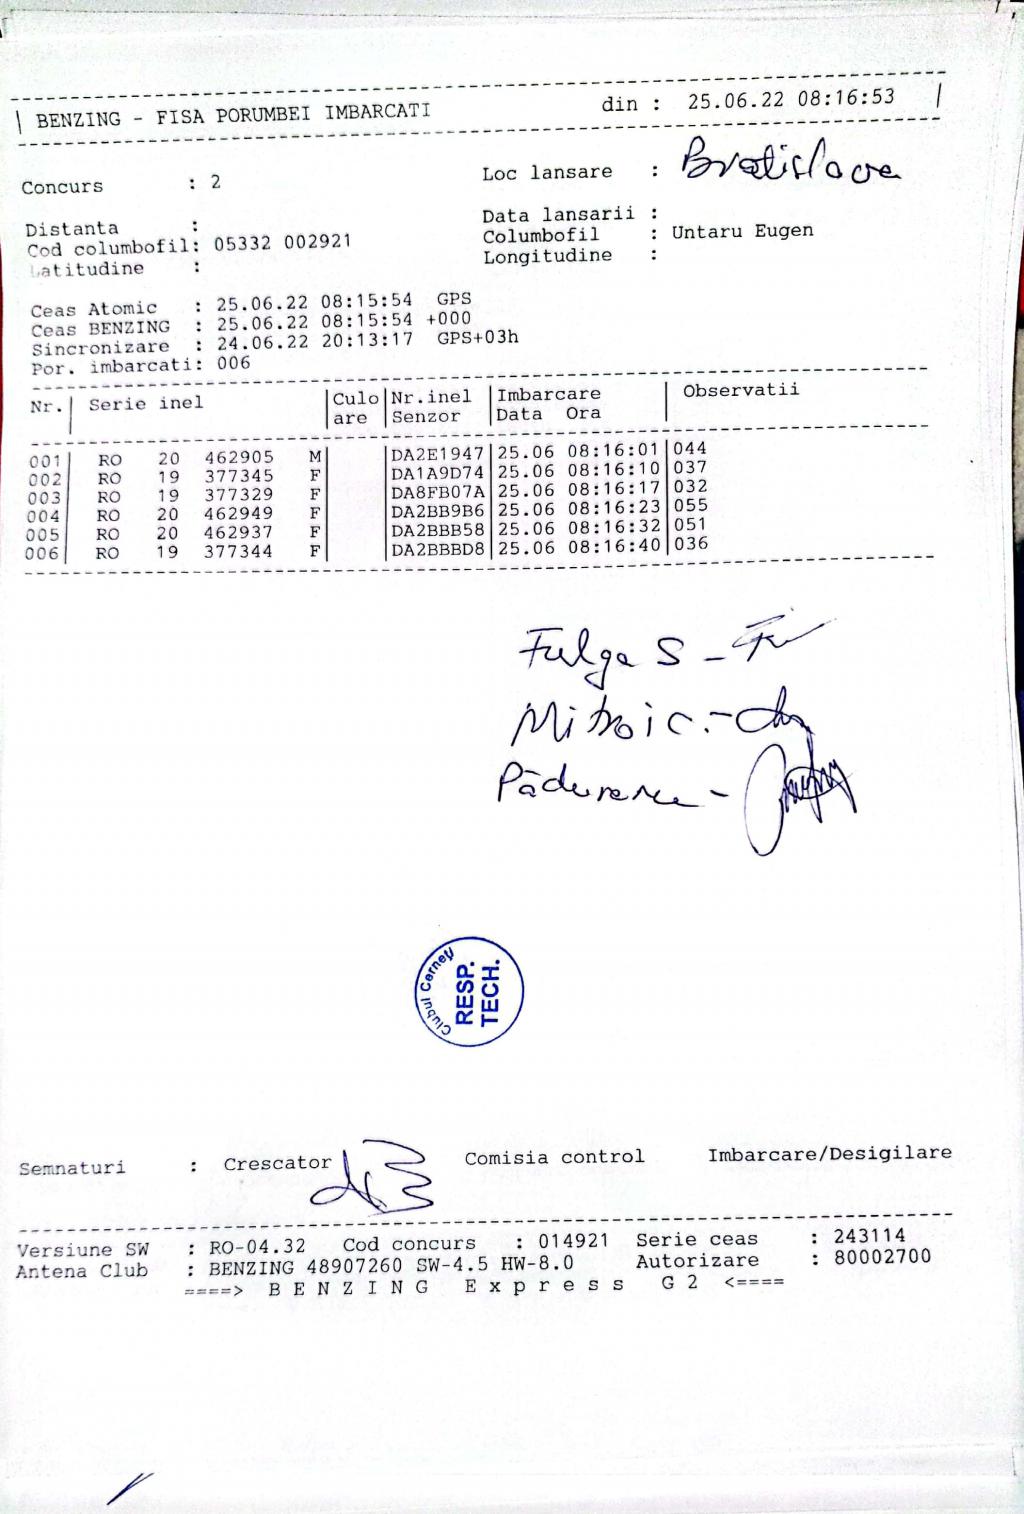 BENZING - FISA PORUMBEI IMBARCATI din : 25.06.22 08:16:53
Concurs : 2 Loc lansare : Bratislava
Distanta : Data lansarii :
Cod columbofil: 05332 002921 Columbofil : Untaru Eugen
Latitudine : Longitudine :
Ceas Atomic : 25.06.22 08:15:54 GPS
Ceas BENZING : 25.06.22 08:15:54 +000
Sincronizare : 24.06.22 20:13:17 GPS+03h
Por. imbarcati: 006
Nr. Serie inel Culo Nr.inel Imbarcare Observatii
are Senzor Data Ora
001 RO 20 462905 M DA2E1947 25.06 08:16:01 044
002 RO 19 377345 F DA1A9D74 25.06 08:16:10 037
003 RO 19 377329 F DA8FB07A 25.06 08:16:17 032
004 RO 20 462949 F DA2BB9B6 25.06 08:16:23 055
005 RO 20 462937 F DA2BBB58 25.06 08:16:32 051
006 RO 19 377344 F DA2BBBD8 25.06 08:16:40 036
Fulga S -
Mitroi C. -
Pădureanu -
Clubul Cerneți
RESP.
TECH.
Semnaturi : Crescator Comisia control Imbarcare/Desigilare
Versiune SW : RO-04.32 Cod concurs : 014921 Serie ceas : 243114
Antena Club : BENZING 48907260 SW-4.5 HW-8.0 Autorizare : 80002700
====> B E N Z I N G E x p r e s s G 2 <====